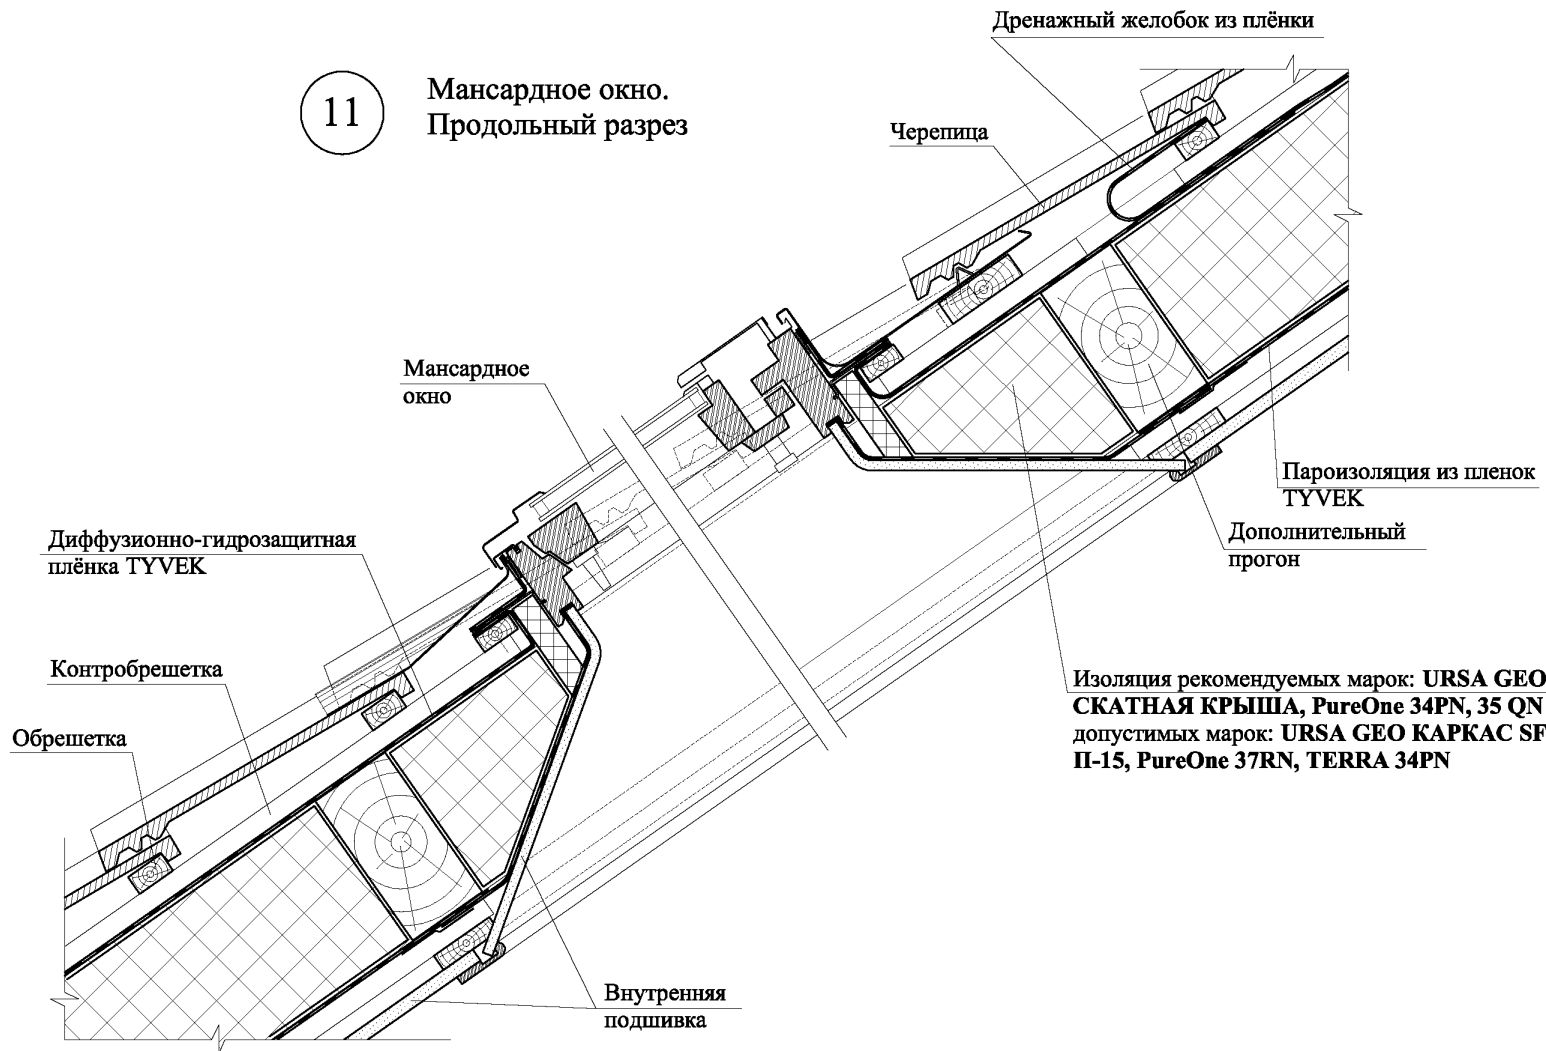 Дренажный желобок из плёнки
11
Мансардное окно.
Продольный разрез
Черепица
Мансардное
окно
Пароизоляция из пленок
TYVEK
Диффузионно-гидрозащитная
плёнка TYVEK
Дополнительный
прогон
Контробрешетка
Изоляция рекомендуемых марок: URSA GEO
СКАТНАЯ КРЫША, PureOne 34PN, 35 QN
допустимых марок: URSA GEO КАРКАС SF
П-15, PureOne 37RN, TERRA 34PN
Обрешетка
Внутренняя
подшивка